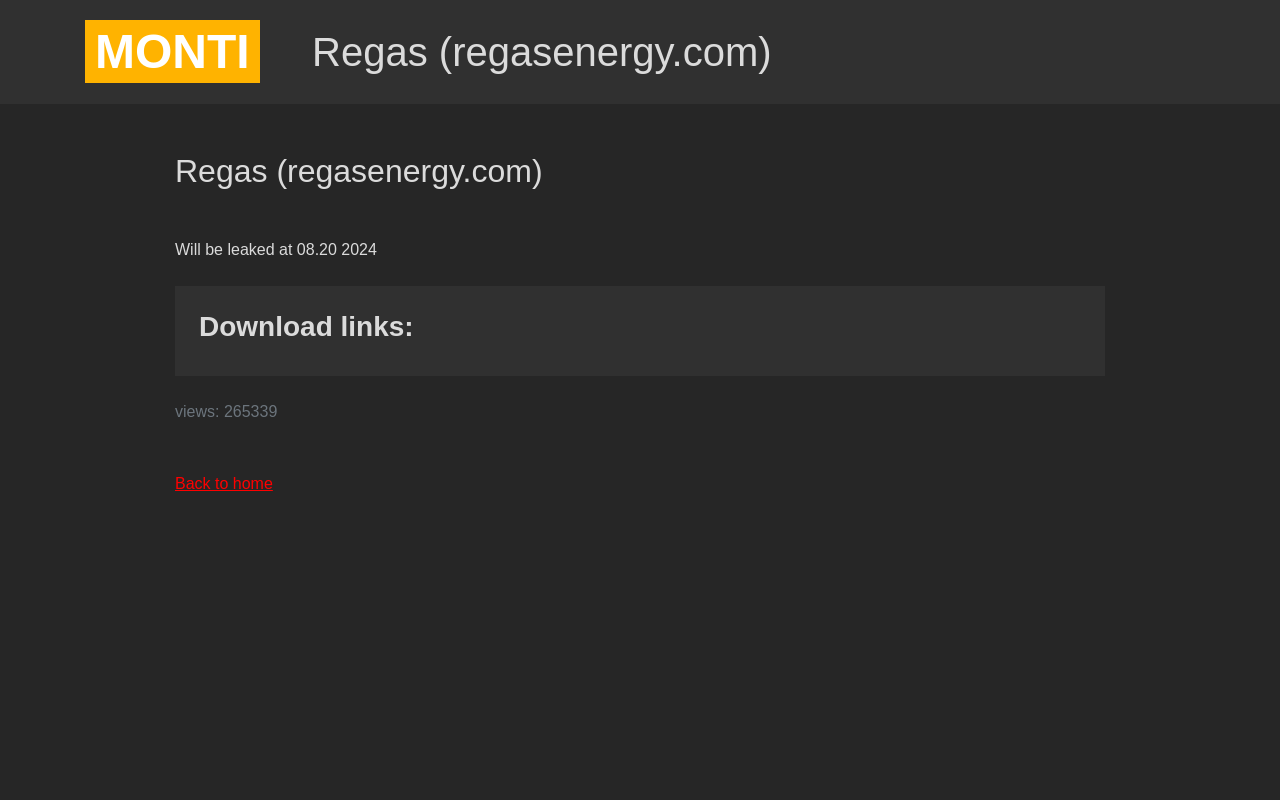 MONTI
Regas (regasenergy.com)
Regas (regasenergy.com)
Will be leaked at 08.20 2024
Download links:
views: 265339
Back to home